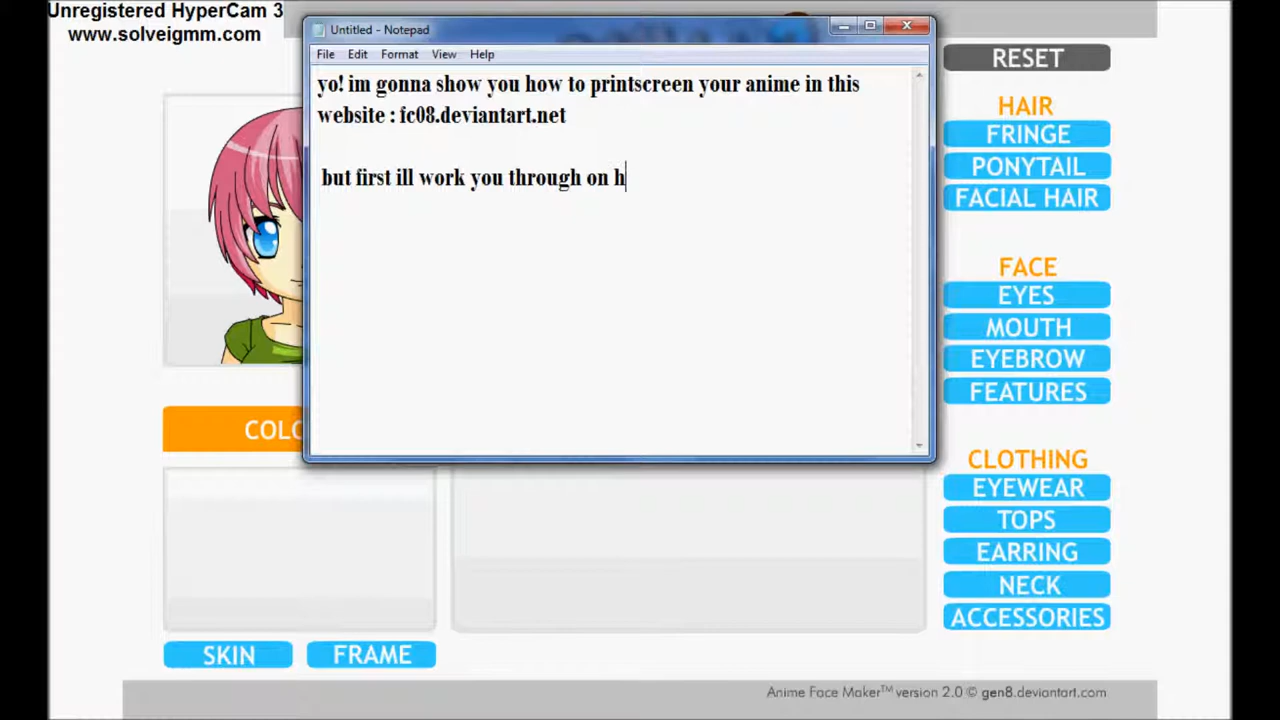 Unregistered HyperCam 3
www.solveigmm.com
Untitled - Notepad
File Edit Format View Help
yo! im gonna show you how to printscreen your anime in this
website : fc08.deviantart.net
but first ill work you through on h
RESET
HAIR
FRINGE
PONYTAIL
FACIAL HAIR
FACE
EYES
MOUTH
EYEBROW
FEATURES
CLOTHING
EYEWEAR
TOPS
EARRING
NECK
ACCESSORIES
SKIN
FRAME
Anime Face Maker™ version 2.0 © gen8.deviantart.com